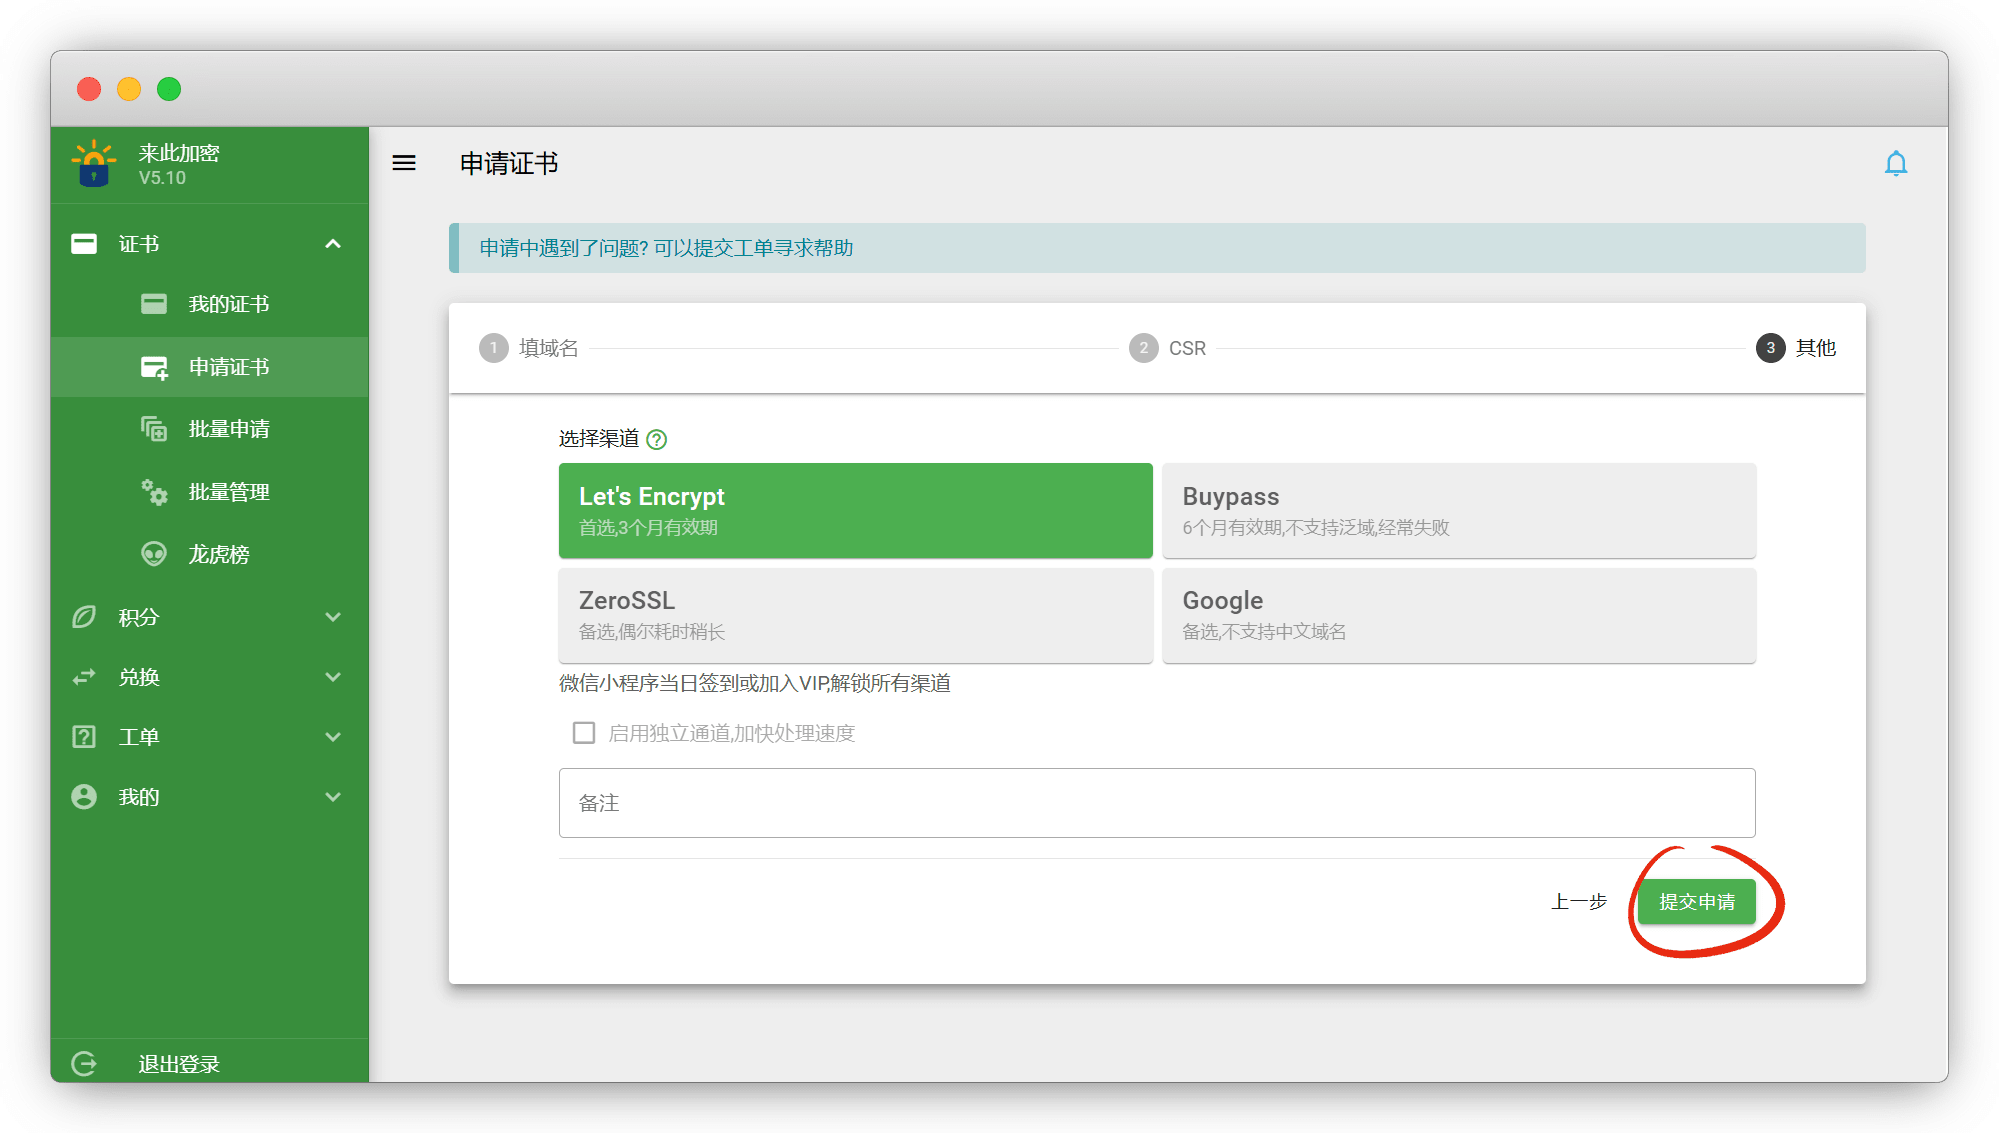 来此加密
V5.10
证书
我的证书
申请证书
批量申请
批量管理
龙虎榜
积分
兑换
工单
我的
退出登录
申请证书
申请中遇到了问题? 可以提交工单寻求帮助
1 填域名
2 CSR
3 其他
选择渠道
Let's Encrypt
首选,3个月有效期
Buypass
6个月有效期,不支持泛域,经常失败
ZeroSSL
备选,偶尔耗时稍长
Google
备选,不支持中文域名
微信小程序当日签到或加入VIP,解锁所有渠道
启用独立通道,加快处理速度
备注
上一步
提交申请